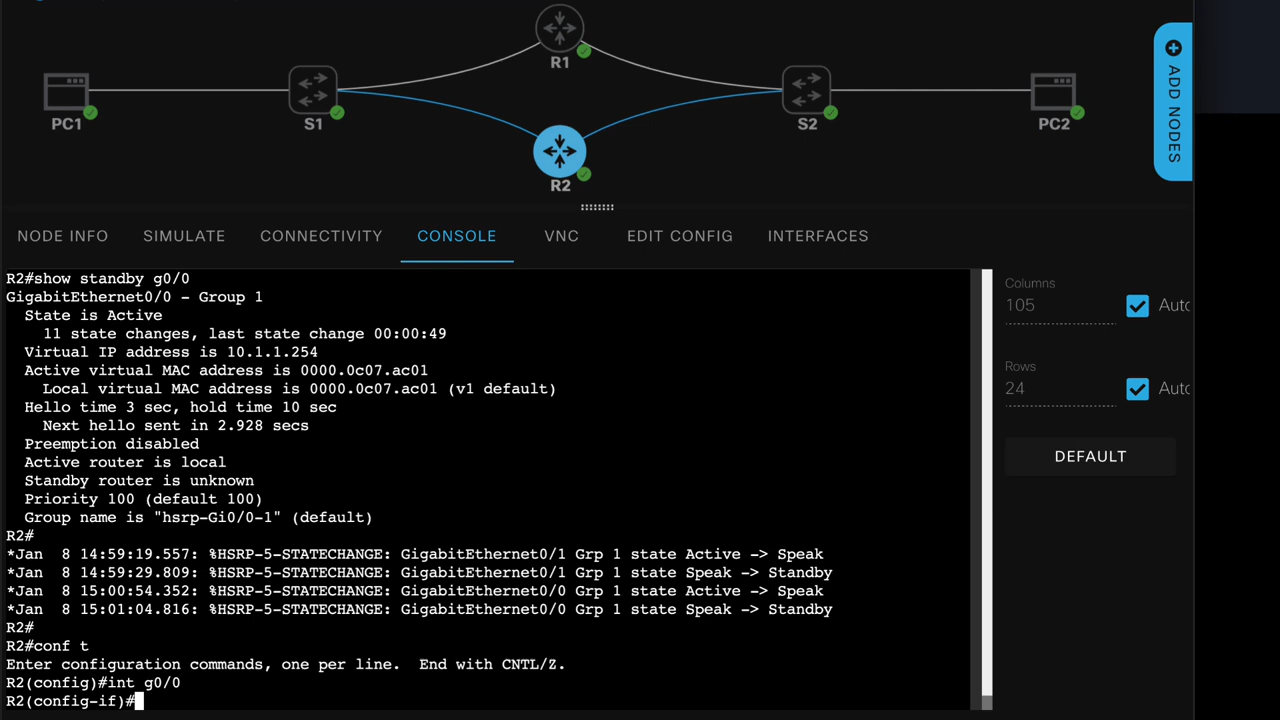 R1
PC1
S1
S2
PC2
R2
ADD NODES
NODE INFO
SIMULATE
CONNECTIVITY
CONSOLE
VNC
EDIT CONFIG
INTERFACES
R2#show standby g0/0
GigabitEthernet0/0 - Group 1
State is Active
11 state changes, last state change 00:00:49
Virtual IP address is 10.1.1.254
Active virtual MAC address is 0000.0c07.ac01
Local virtual MAC address is 0000.0c07.ac01 (v1 default)
Hello time 3 sec, hold time 10 sec
Next hello sent in 2.928 secs
Preemption disabled
Active router is local
Standby router is unknown
Priority 100 (default 100)
Group name is "hsrp-Gi0/0-1" (default)
R2#
*Jan  8 14:59:19.557: %HSRP-5-STATECHANGE: GigabitEthernet0/1 Grp 1 state Active -> Speak
*Jan  8 14:59:29.809: %HSRP-5-STATECHANGE: GigabitEthernet0/1 Grp 1 state Speak -> Standby
*Jan  8 15:00:54.352: %HSRP-5-STATECHANGE: GigabitEthernet0/0 Grp 1 state Active -> Speak
*Jan  8 15:01:04.816: %HSRP-5-STATECHANGE: GigabitEthernet0/0 Grp 1 state Speak -> Standby
R2#
R2#conf t
Enter configuration commands, one per line.  End with CNTL/Z.
R2(config)#int g0/0
R2(config-if)#
Columns
105
Auto
Rows
24
Auto
DEFAULT